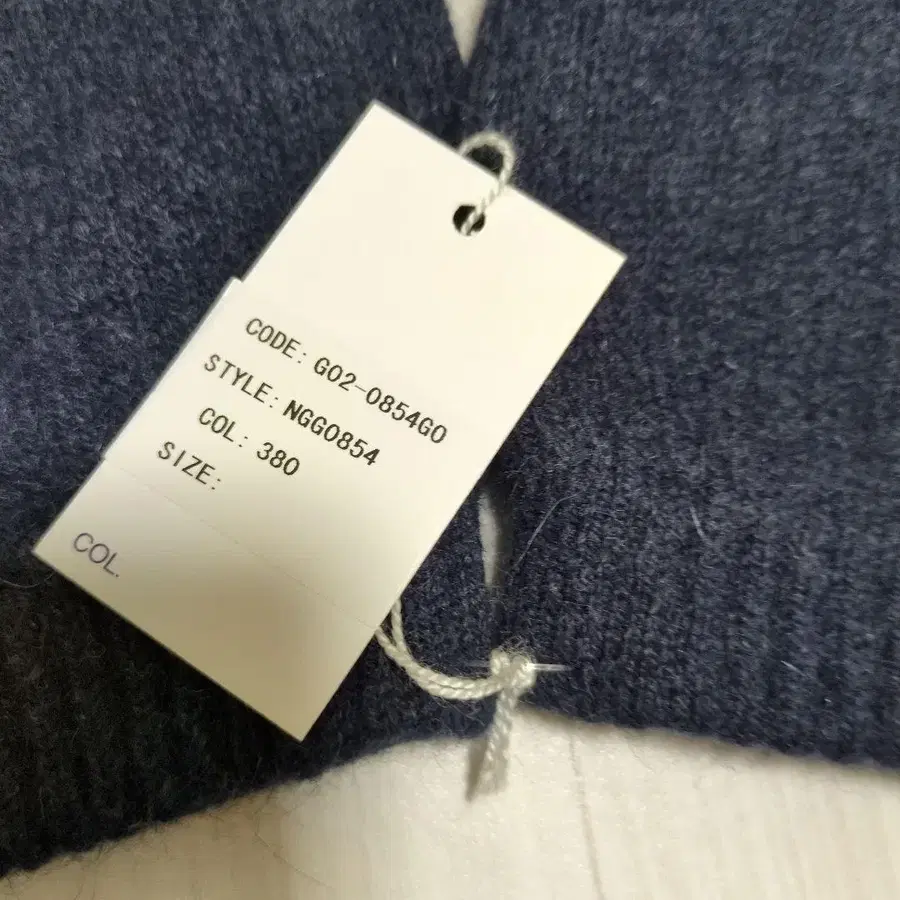 CODE: G02-0854G0
STYLE: NGG0854
COL: 380
SIZE:
COL.